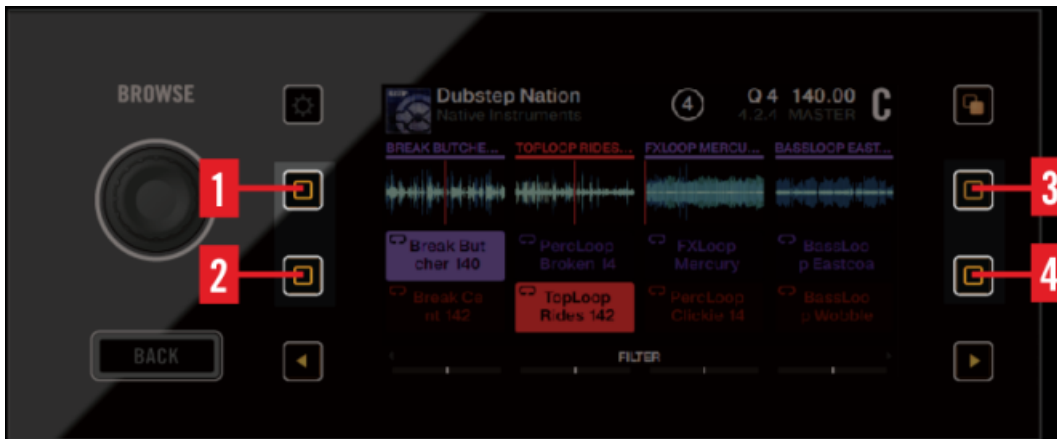 BROWSE
Dubstep Nation
Native Instruments
4
Q 4 140.00
4.2.4 MASTER
C
BREAK BUTCHE...
TOPLOOP RIDES...
FXLOOP MERCU...
BASSLOOP EAST...
1
2
3
4
Break But
cher 140
PercLoop
Broken 14
FXLoop
Mercury
BassLoo
p Eastcoa
Break Ce
nt 142
TopLoop
Rides 142
PercLoop
Clickie 14
BassLoo
p Wobble
BACK
FILTER